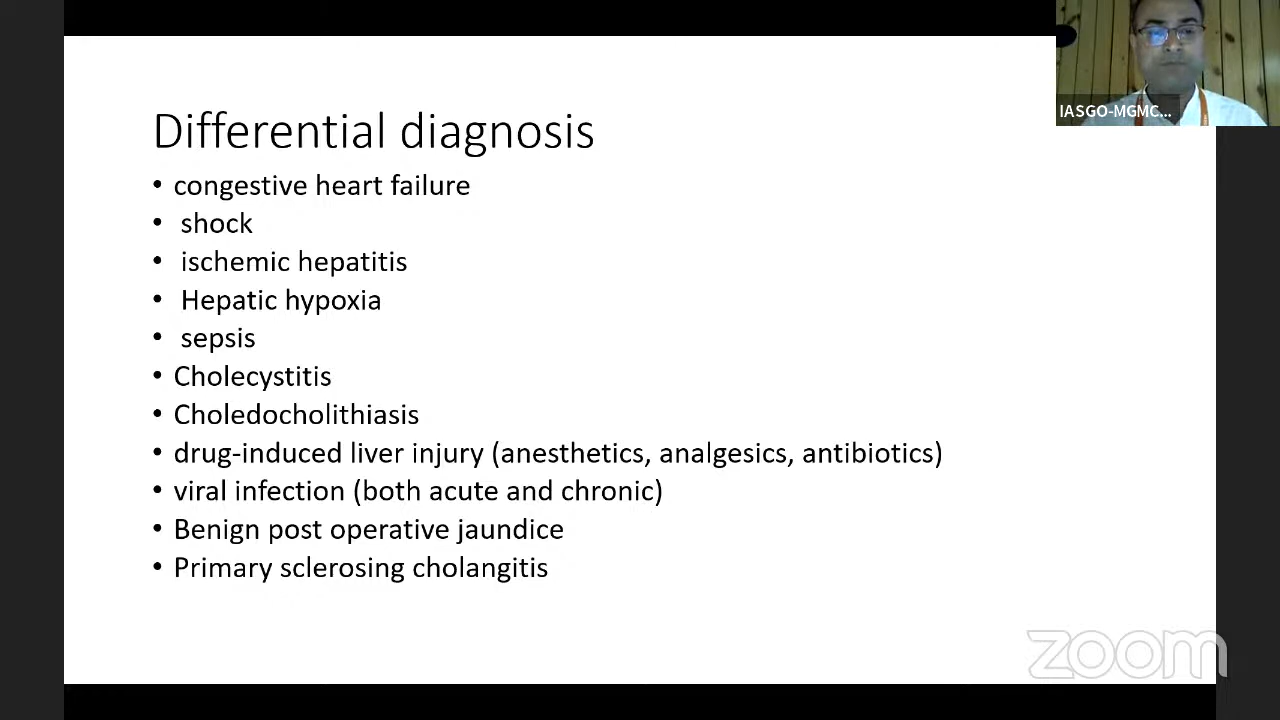 IASGO-MGMC...
Differential diagnosis
• congestive heart failure
• shock
• ischemic hepatitis
• Hepatic hypoxia
• sepsis
• Cholecystitis
• Choledocholithiasis
• drug-induced liver injury (anesthetics, analgesics, antibiotics)
• viral infection (both acute and chronic)
• Benign post operative jaundice
• Primary sclerosing cholangitis
zoom